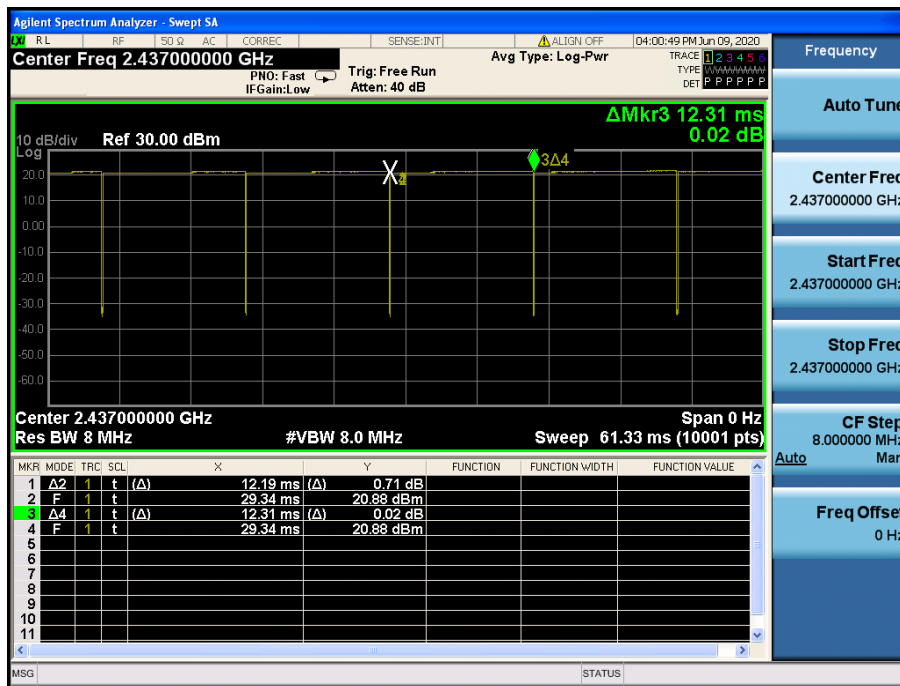 Agilent Spectrum Analyzer - Swept SA
LXI RL RF 50 Ω AC CORREC SENSE:INT ALIGN OFF 04:00:49 PM Jun 09, 2020
Center Freq 2.437000000 GHz
PNO: Fast
IFGain:Low
Trig: Free Run
Atten: 40 dB
Avg Type: Log-Pwr
TRACE 1 2 3 4 5 6
TYPE
DET P P P P P P
ΔMkr3 12.31 ms
0.02 dB
10 dB/div Ref 30.00 dBm
Log
3Δ4
20.0
10.0
0.00
-10.0
-20.0
-30.0
-40.0
-50.0
-60.0
Center 2.437000000 GHz Span 0 Hz
Res BW 8 MHz #VBW 8.0 MHz Sweep 61.33 ms (10001 pts)
MKR MODE TRC SCL X Y FUNCTION FUNCTION WIDTH FUNCTION VALUE
1 Δ2 1 t (Δ) 12.19 ms (Δ) 0.71 dB
2 F 1 t 29.34 ms 20.88 dBm
3 Δ4 1 t (Δ) 12.31 ms (Δ) 0.02 dB
4 F 1 t 29.34 ms 20.88 dBm
5
6
7
8
9
10
11
MSG STATUS
Frequency
Auto Tune
Center Freq
2.437000000 GHz
Start Freq
2.437000000 GHz
Stop Freq
2.437000000 GHz
CF Step
8.000000 MHz
Auto Man
Freq Offset
0 Hz